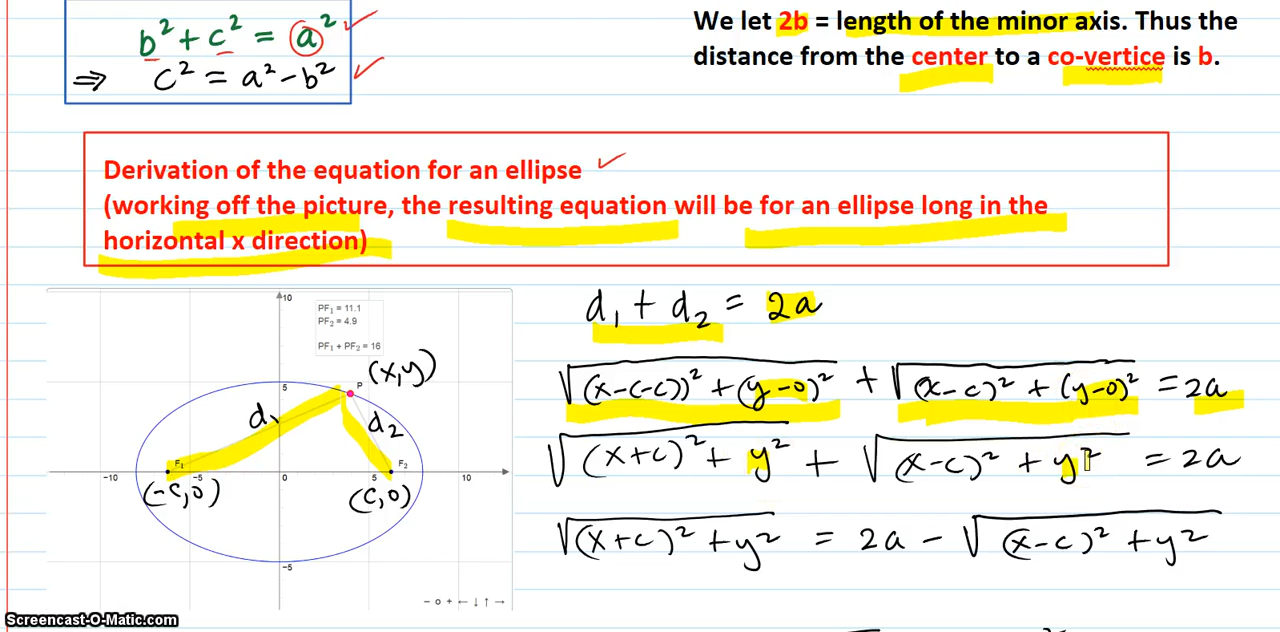 b² + c² = a²
⇒ c² = a² - b²
We let 2b = length of the minor axis. Thus the
distance from the center to a co-vertice is b.
Derivation of the equation for an ellipse
(working off the picture, the resulting equation will be for an ellipse long in the
horizontal x direction)
10
PF₁ = 11.1
PF₂ = 4.9
PF₁ + PF₂ = 16
5
P
(x,y)
d₁
d₂
F₁
F₂
-10
-5
0
5
10
(-c,0)
(c,0)
-5
- o + ← ↓ ↑ →
d₁ + d₂ = 2a
√((x-(-c))² + (y-0)²) + √((x-c)² + (y-0)²) = 2a
√((x+c)² + y²) + √((x-c)² + y²) = 2a
√((x+c)² + y²) = 2a - √((x-c)² + y²)
Screencast-O-Matic.com